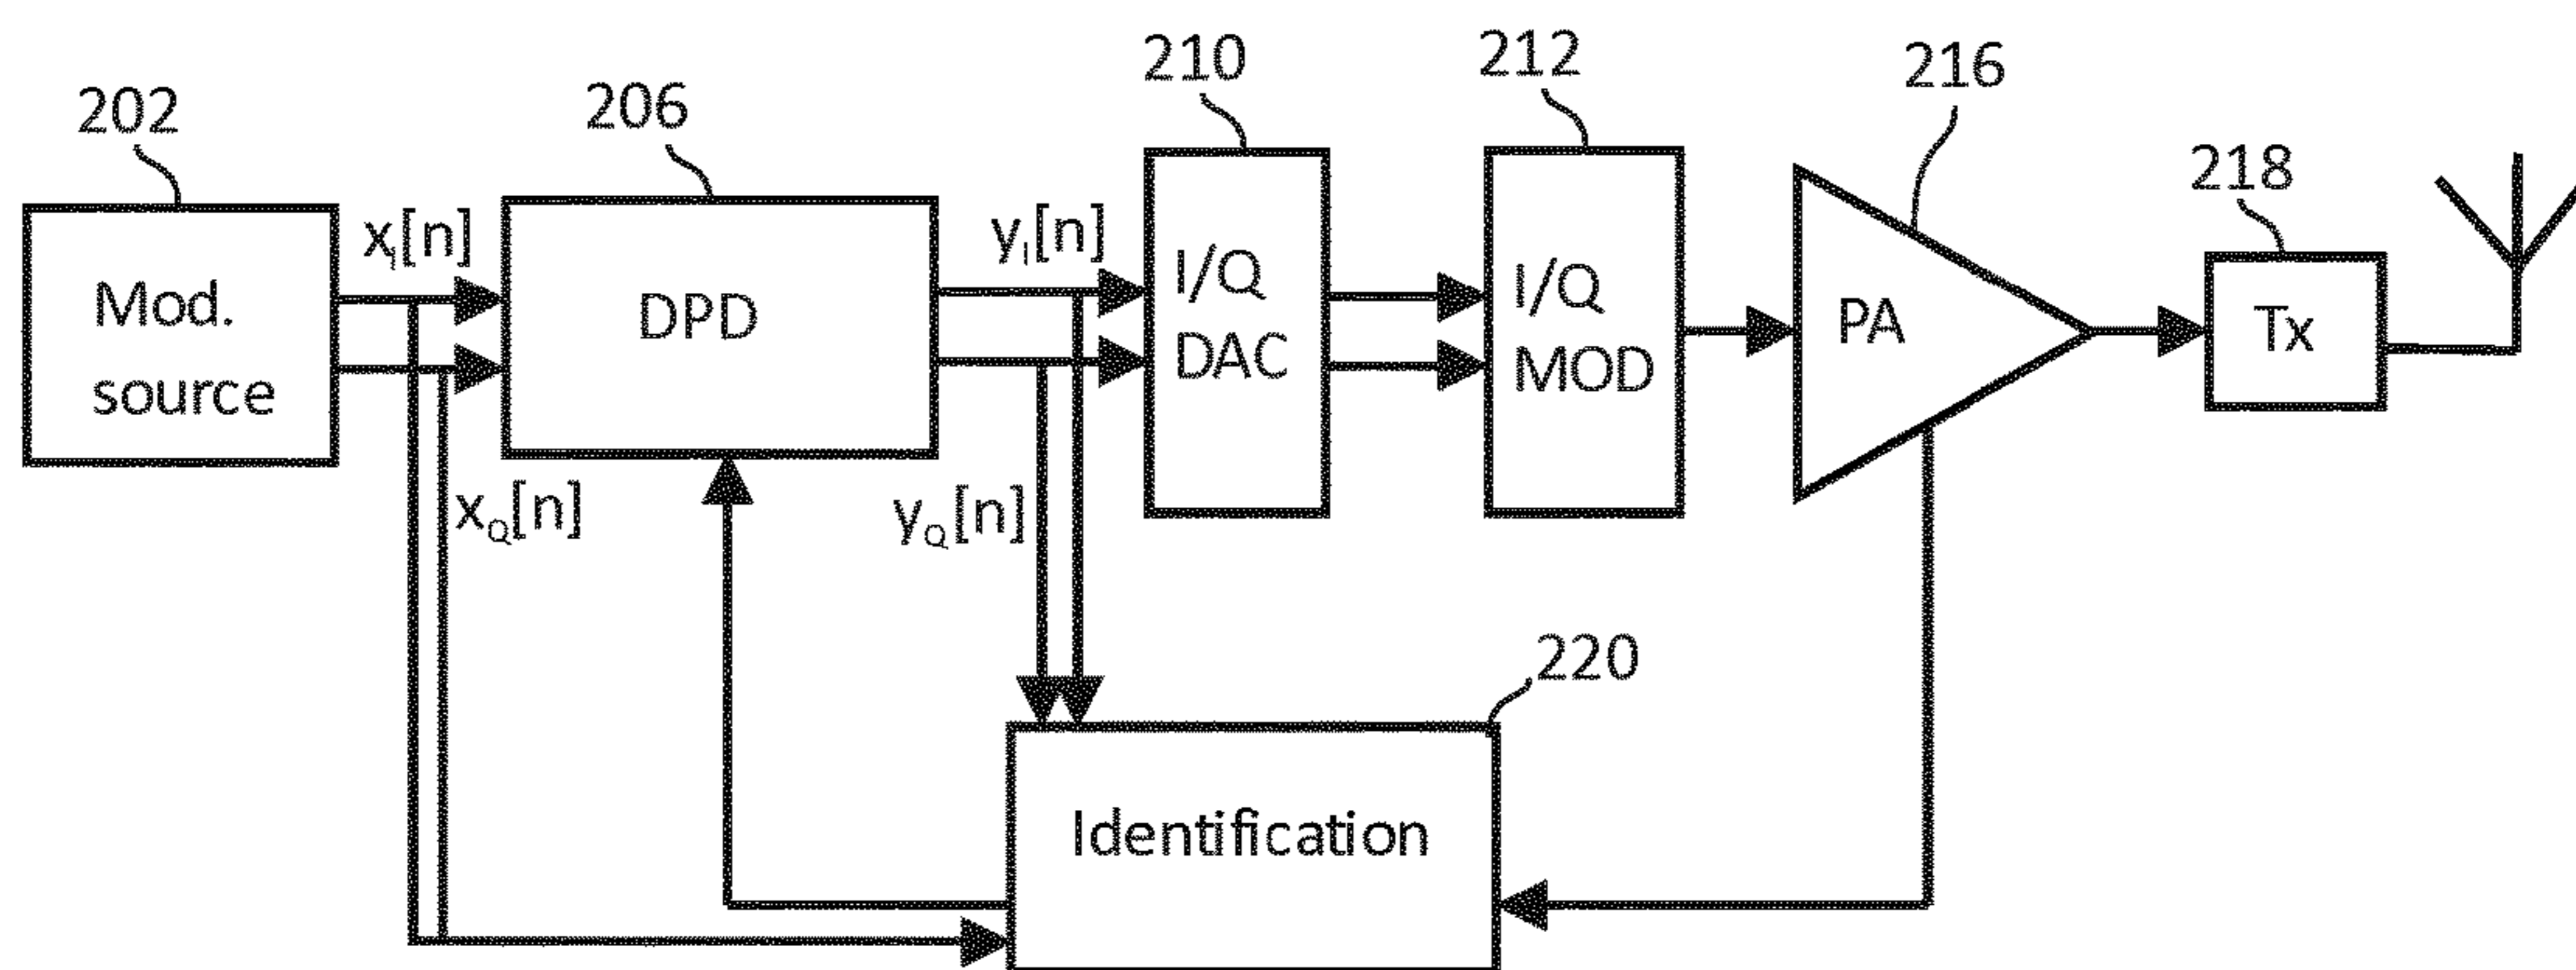 202
206
210
212
216
218
Mod.
source
xI[n]
xQ[n]
DPD
yI[n]
yQ[n]
I/Q
DAC
I/Q
MOD
PA
Tx
220
Identification